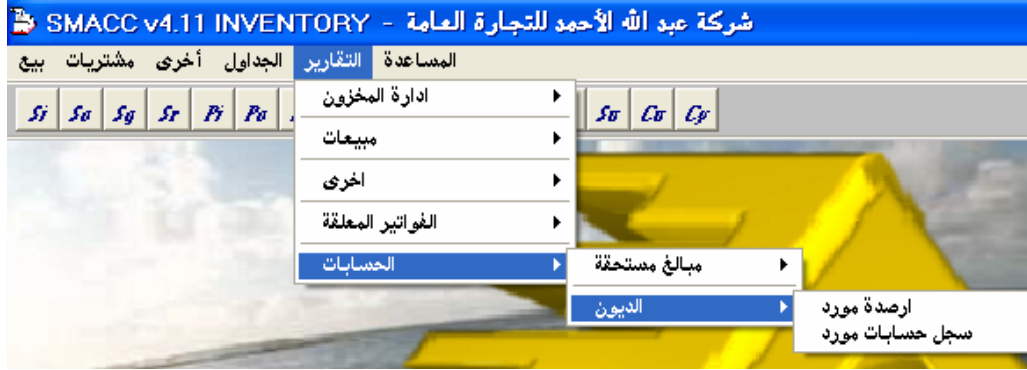 SMACC v4.11 INVENTORY - شركة عبد الله الأحمد للتجارة العامة
بيع مشتريات أخرى الجداول التقارير المساعدة
Si Sa Sg Sr Pi Pa Sv Cv Cy
ادارة المخزون
مبيعات
اخرى
الفواتير المعلقة
الحسابات
مبالغ مستحقة
الديون
ارصدة مورد
سجل حسابات مورد